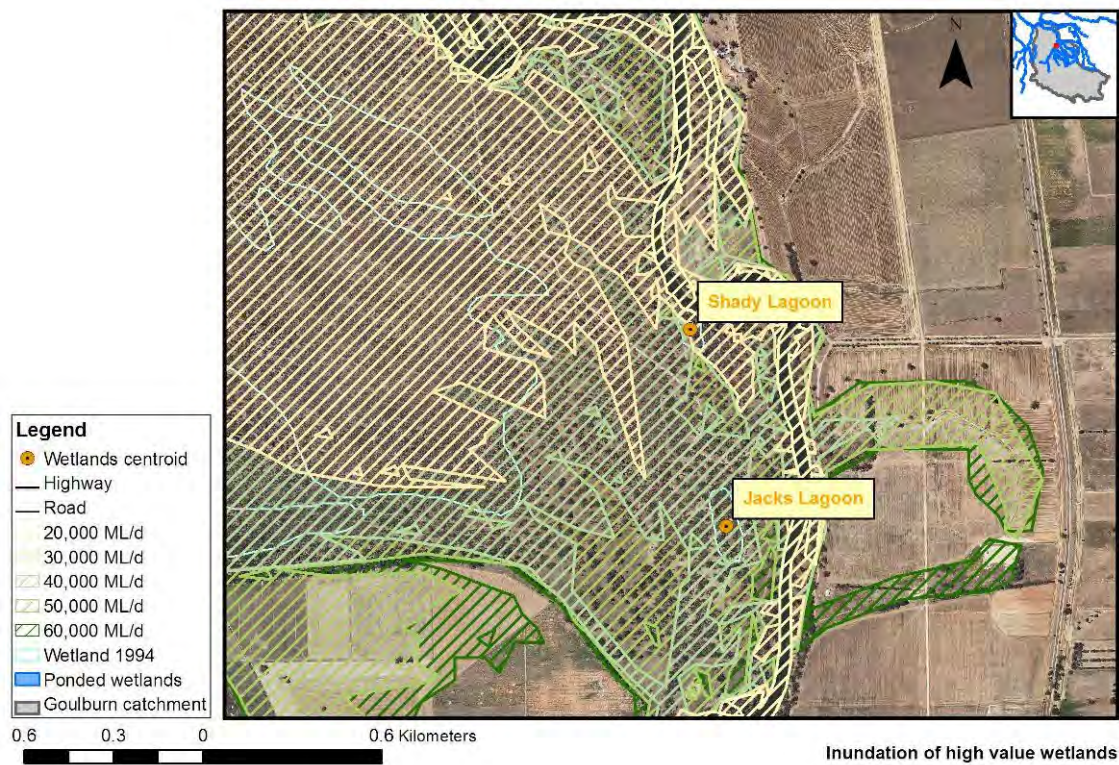 N
Shady Lagoon
Jacks Lagoon
Legend
Wetlands centroid
Highway
Road
20,000 ML/d
30,000 ML/d
40,000 ML/d
50,000 ML/d
60,000 ML/d
Wetland 1994
Ponded wetlands
Goulburn catchment
0.6 0.3 0 0.6 Kilometers
Inundation of high value wetlands